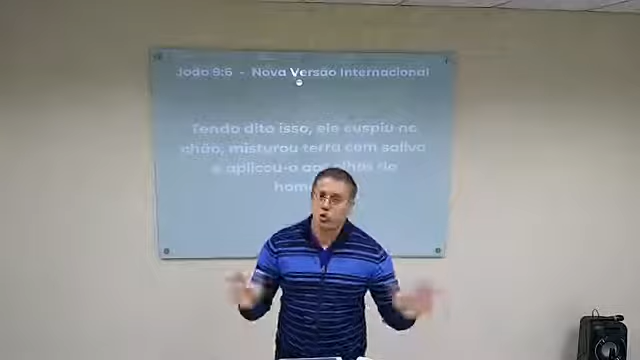 João 9:6 - Nova Versão Internacional
Tendo dito isso, ele cuspiu no
chão, misturou terra com saliva
e aplicou-o aos olhos do